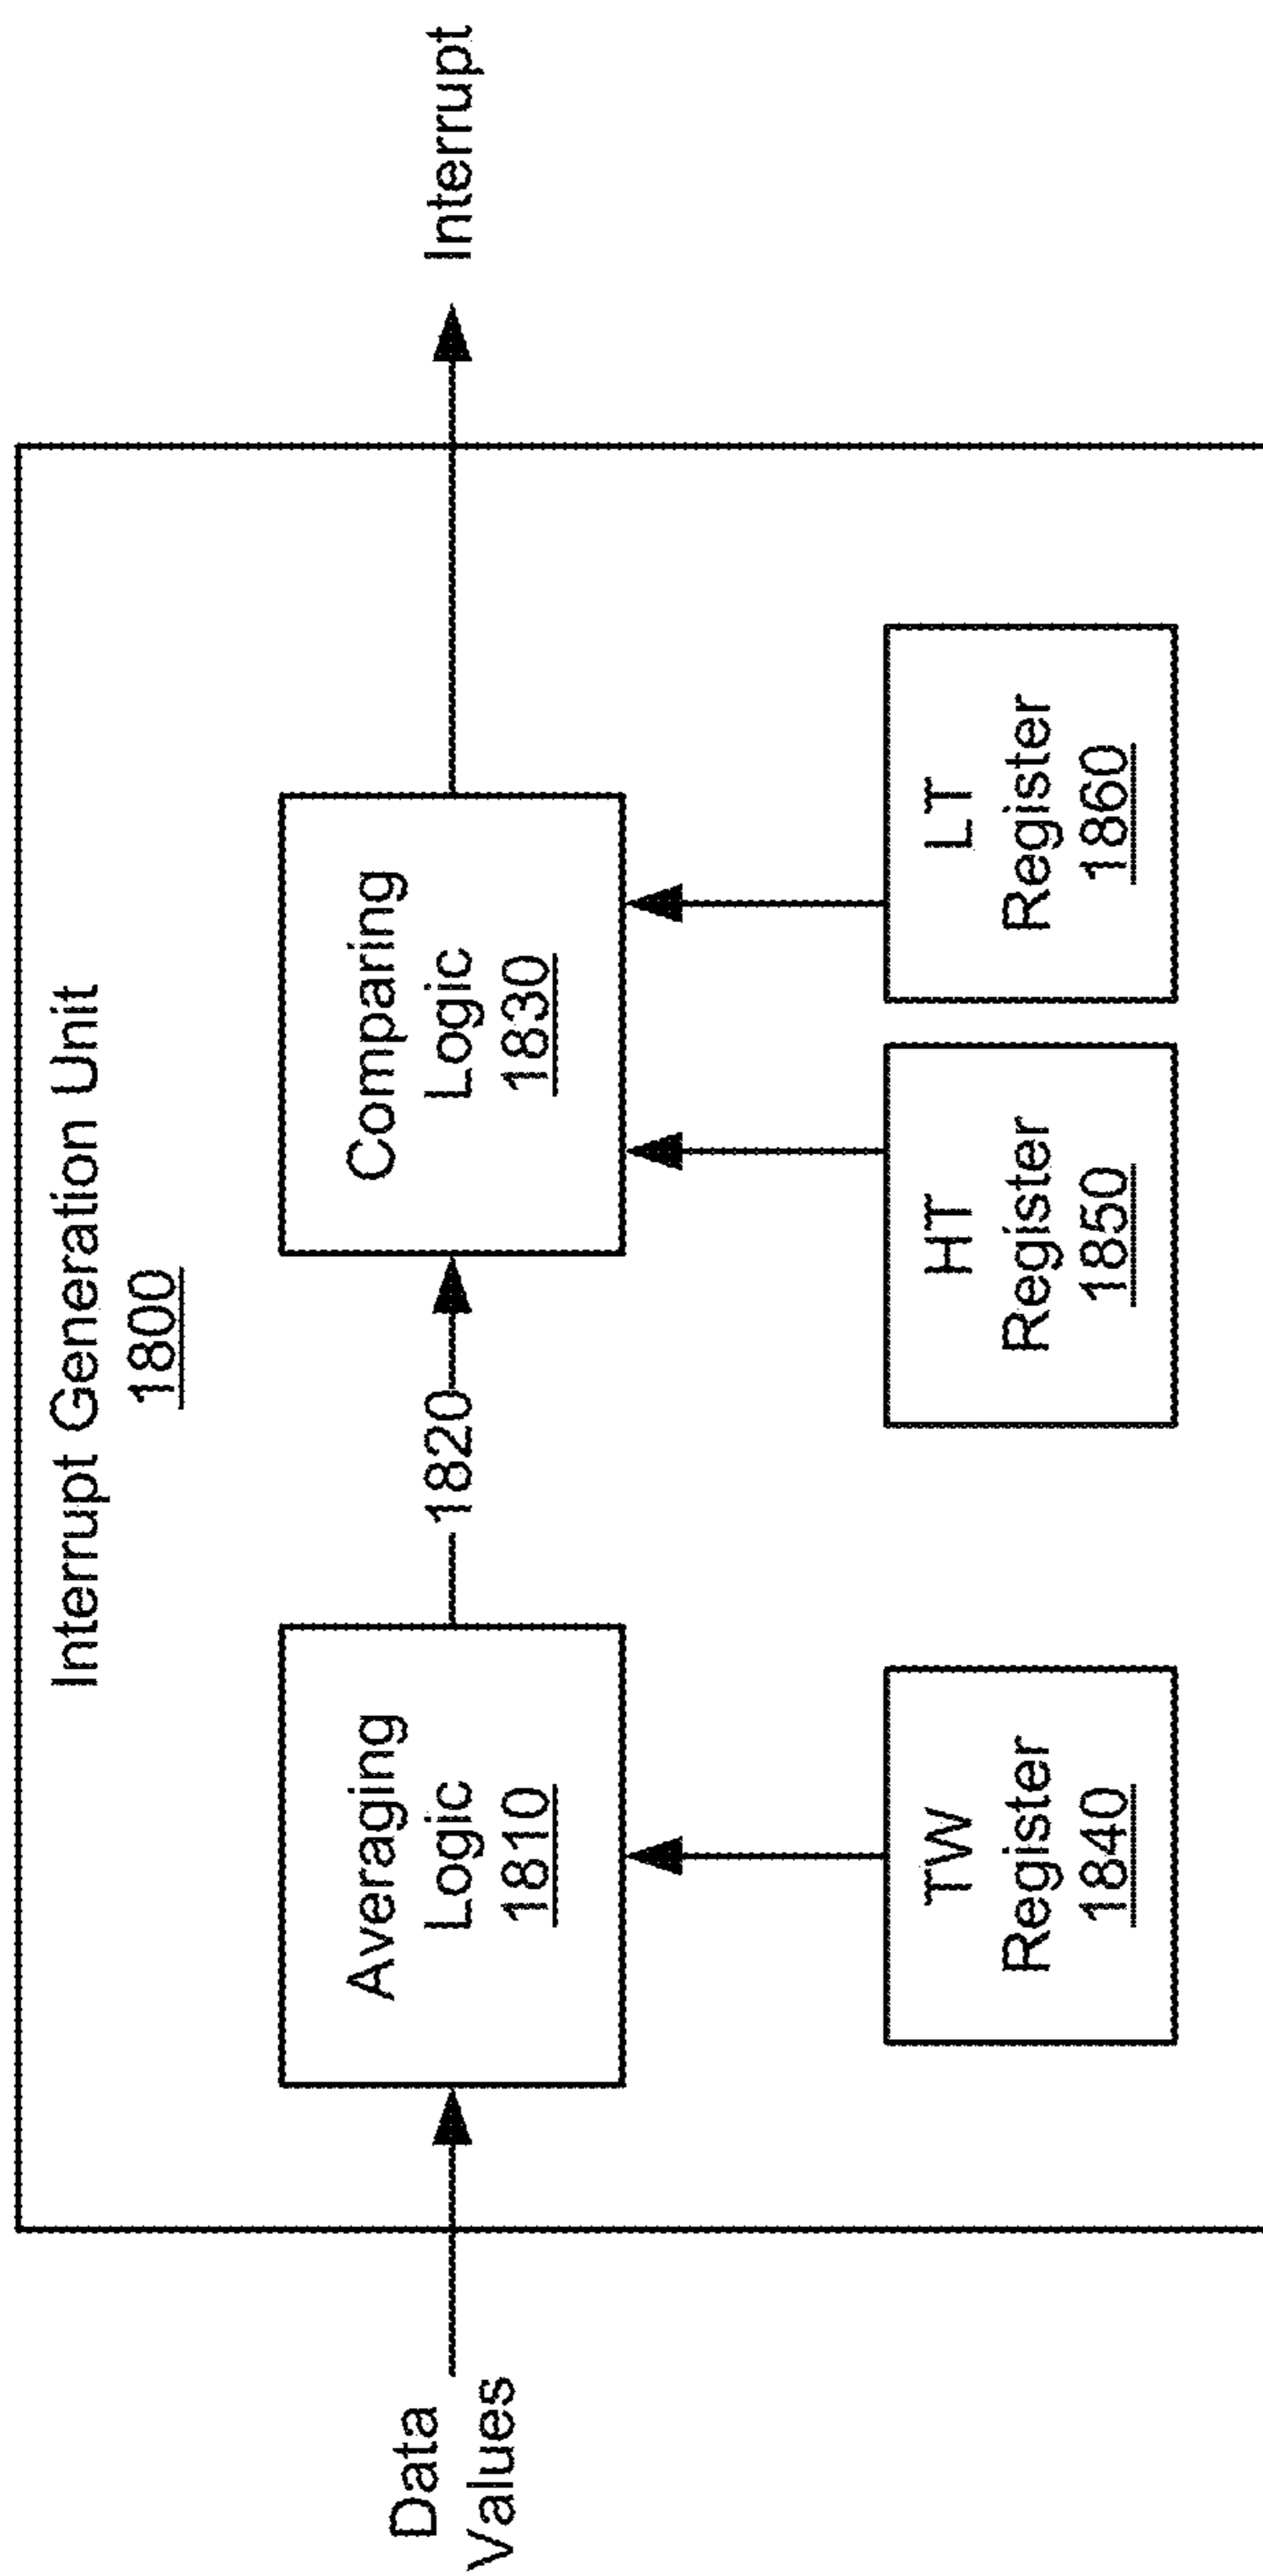 Interrupt Generation Unit
1800
Data
Values
Averaging
Logic
1810
1820
Comparing
Logic
1830
Interrupt
TW
Register
1840
HT
Register
1850
LT
Register
1860